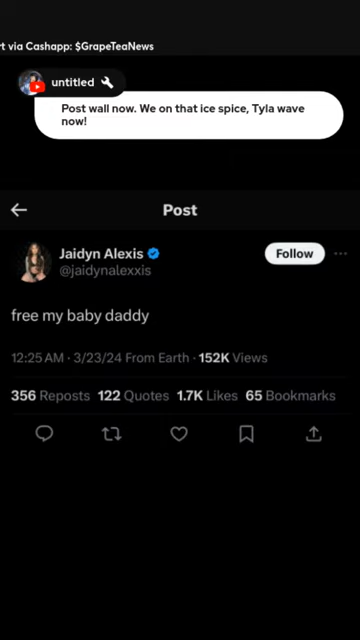 rt via Cashapp: $GrapeTeaNews
untitled
Post wall now. We on that ice spice, Tyla wave
now!
Post
Jaidyn Alexis
Follow
@jaidynalexxis
free my baby daddy
12:25 AM · 3/23/24 From Earth · 152K Views
356 Reposts 122 Quotes 1.7K Likes 65 Bookmarks